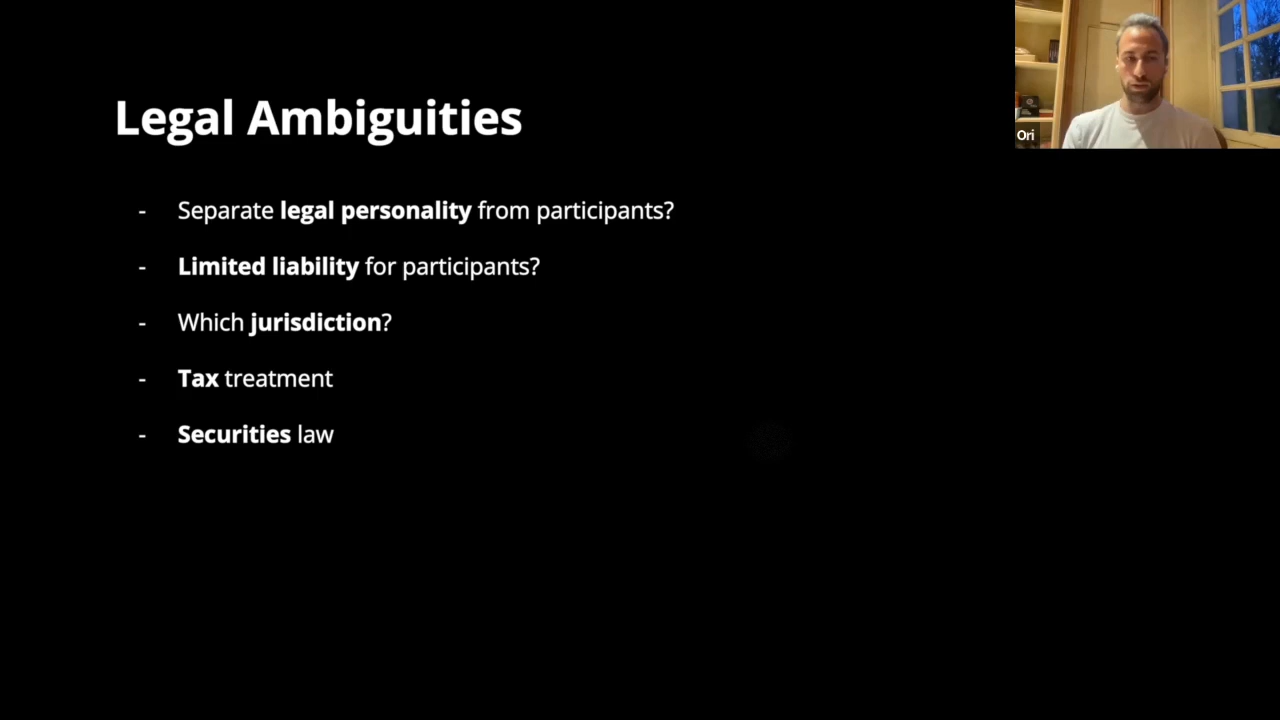 Legal Ambiguities
- Separate legal personality from participants?
- Limited liability for participants?
- Which jurisdiction?
- Tax treatment
- Securities law
Ori